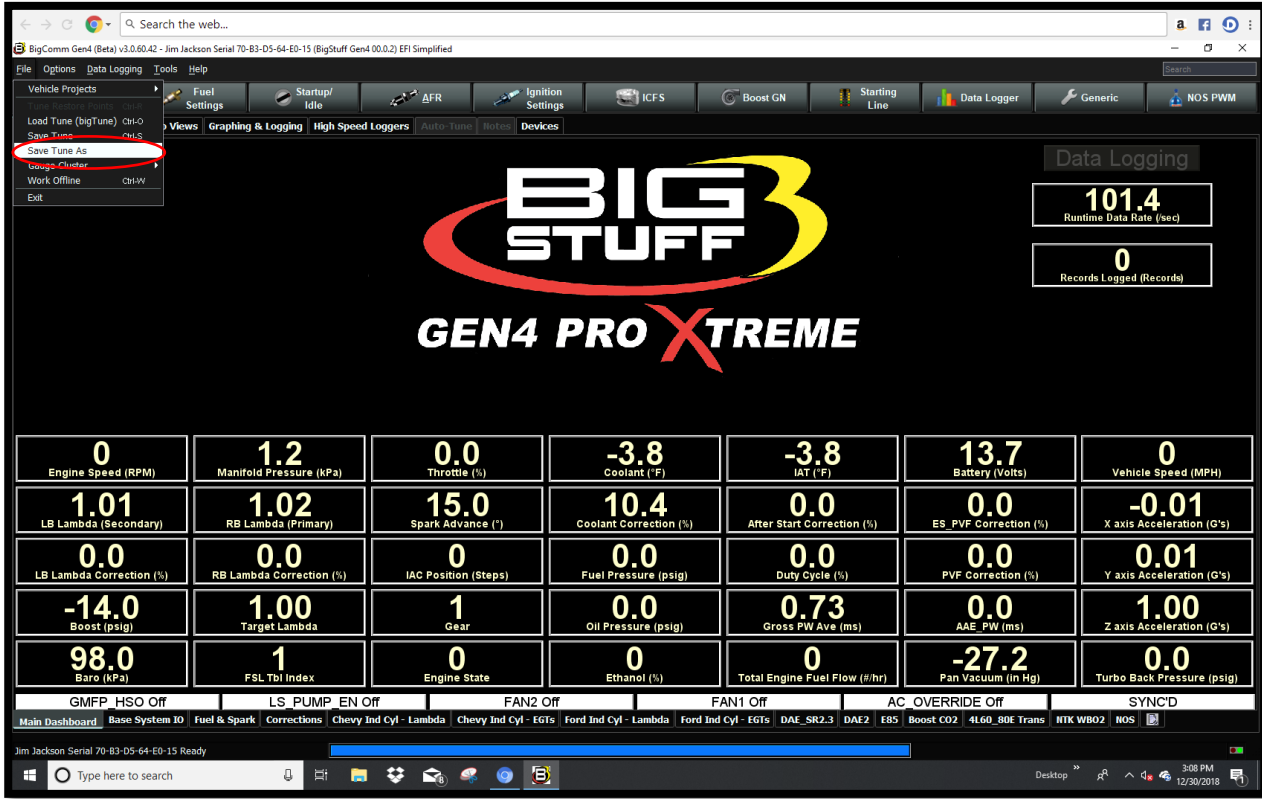 Search the web...
BigComm Gen4 (Beta) v3.0.60.42 - Jim Jackson Serial 70-B3-D5-64-E0-15 (BigStuff Gen4 00.0.2) EFI Simplified
File Options Data Logging Tools Help
Search
Vehicle Projects
Tune Restore Points Ctrl-R
Load Tune (bigTune) Ctrl-O
Save Tune Ctrl-S
Save Tune As
Gauge Cluster
Work Offline Ctrl-W
Exit
Fuel Settings
Startup/ Idle
AFR
Ignition Settings
ICFS
Boost GN
Starting Line
Data Logger
Generic
NOS PWM
Views Graphing & Logging High Speed Loggers Auto-Tune Notes Devices
BIG
STUFF
3
GEN4 PRO XTREME
Data Logging
101.4
Runtime Data Rate (/sec)
0
Records Logged (Records)
0 1.2 0.0 -3.8 -3.8 13.7 0
Engine Speed (RPM) Manifold Pressure (kPa) Throttle (%) Coolant (°F) IAT (°F) Battery (Volts) Vehicle Speed (MPH)
1.01 1.02 15.0 10.4 0.0 0.0 -0.01
LB Lambda (Secondary) RB Lambda (Primary) Spark Advance (°) Coolant Correction (%) After Start Correction (%) ES_PVF Correction (%) X axis Acceleration (G's)
0.0 0.0 0 0.0 0.0 0.0 0.01
LB Lambda Correction (%) RB Lambda Correction (%) IAC Position (Steps) Fuel Pressure (psig) Duty Cycle (%) PVF Correction (%) Y axis Acceleration (G's)
-14.0 1.00 1 0.0 0.73 0.0 1.00
Boost (psig) Target Lambda Gear Oil Pressure (psig) Gross PW Ave (ms) AAE_PW (ms) Z axis Acceleration (G's)
98.0 1 0 0 0 -27.2 0.0
Baro (kPa) FSL Tbl Index Engine State Ethanol (%) Total Engine Fuel Flow (#/hr) Pan Vacuum (in Hg) Turbo Back Pressure (psig)
GMFP_HSO Off LS_PUMP_EN Off FAN2 Off FAN1 Off AC_OVERRIDE Off SYNC'D
Main Dashboard Base System IO Fuel & Spark Corrections Chevy Ind Cyl - Lambda Chevy Ind Cyl - EGTs Ford Ind Cyl - Lambda Ford Ind Cyl - EGTs DAE_SR2.3 DAE2 E85 Boost CO2 4L60_80E Trans NTK WBO2 NOS
Jim Jackson Serial 70-B3-D5-64-E0-15 Ready
Type here to search
Desktop
3:08 PM
12/30/2018